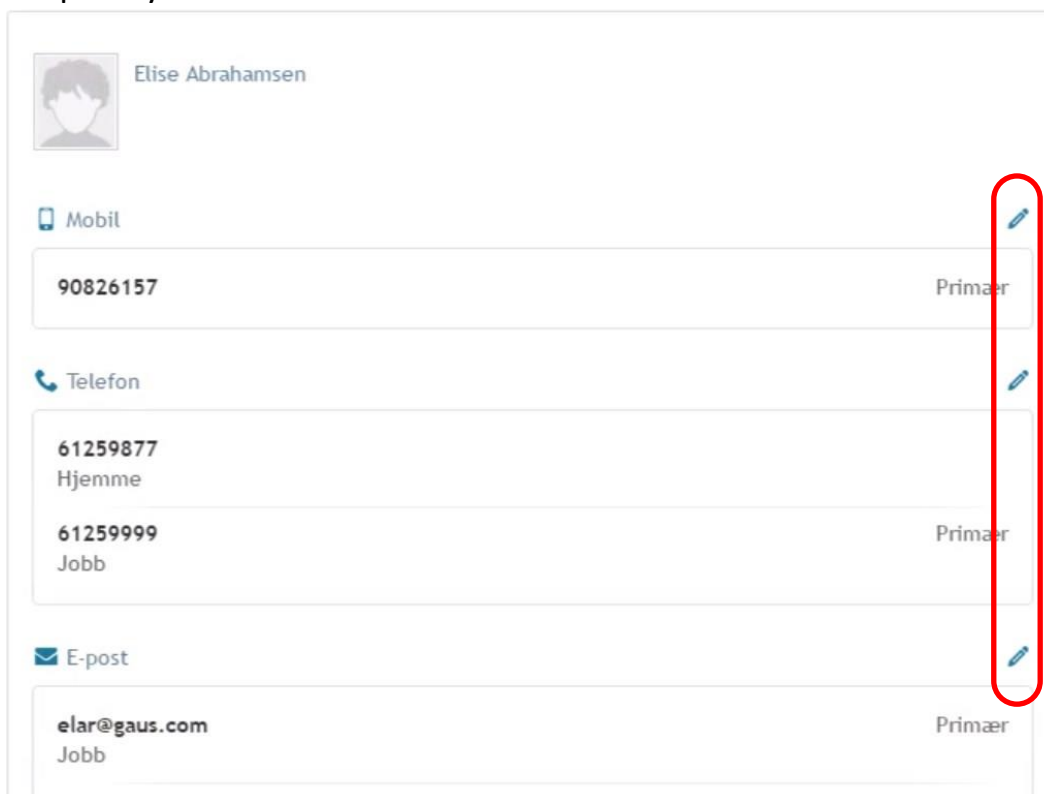 Elise Abrahamsen
Mobil
90826157 Primær
Telefon
61259877
Hjemme
61259999 Primær
Jobb
E-post
elar@gaus.com Primær
Jobb